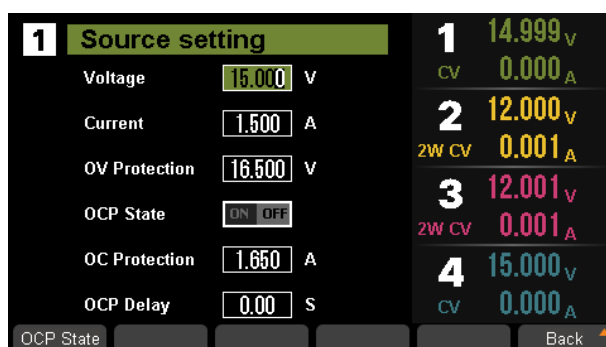 1 Source setting
Voltage 15.000 V
Current 1.500 A
OV Protection 16.500 V
OCP State ON OFF
OC Protection 1.650 A
OCP Delay 0.00 S
1 14.999 V
CV 0.000 A
2 12.000 V
2W CV 0.001 A
3 12.001 V
2W CV 0.001 A
4 15.000 V
CV 0.000 A
OCP State Back